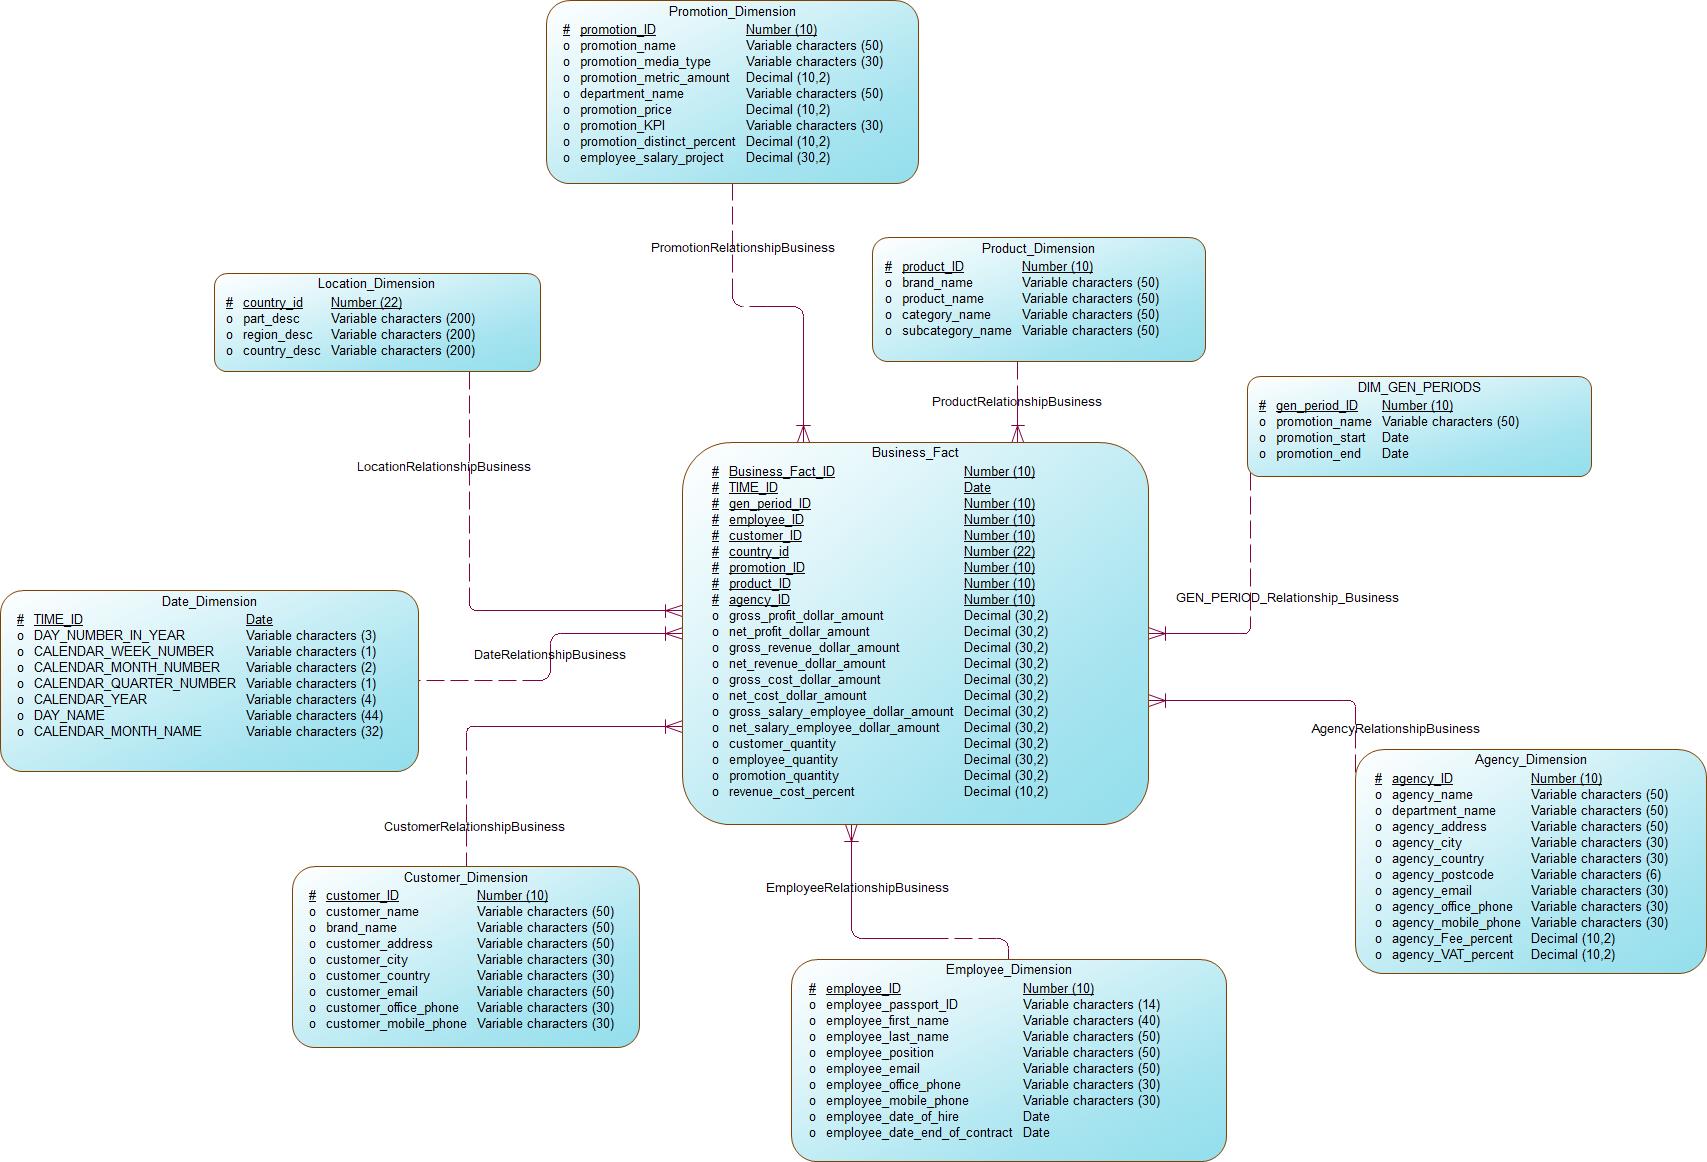 Promotion_Dimension
# promotion_ID Number (10)
o promotion_name Variable characters (50)
o promotion_media_type Variable characters (30)
o promotion_metric_amount Decimal (10,2)
o department_name Variable characters (50)
o promotion_price Decimal (10,2)
o promotion_KPI Variable characters (30)
o promotion_distinct_percent Decimal (10,2)
o employee_salary_project Decimal (30,2)
PromotionRelationshipBusiness
Product_Dimension
# product_ID Number (10)
o brand_name Variable characters (50)
o product_name Variable characters (50)
o category_name Variable characters (50)
o subcategory_name Variable characters (50)
ProductRelationshipBusiness
Location_Dimension
# country_id Number (22)
o part_desc Variable characters (200)
o region_desc Variable characters (200)
o country_desc Variable characters (200)
LocationRelationshipBusiness
DIM_GEN_PERIODS
# gen_period_ID Number (10)
o promotion_name Variable characters (50)
o promotion_start Date
o promotion_end Date
GEN_PERIOD_Relationship_Business
Business_Fact
# Business_Fact_ID Number (10)
# TIME_ID Date
# gen_period_ID Number (10)
# employee_ID Number (10)
# customer_ID Number (10)
# country_id Number (22)
# promotion_ID Number (10)
# product_ID Number (10)
# agency_ID Number (10)
o gross_profit_dollar_amount Decimal (30,2)
o net_profit_dollar_amount Decimal (30,2)
o gross_revenue_dollar_amount Decimal (30,2)
o net_revenue_dollar_amount Decimal (30,2)
o gross_cost_dollar_amount Decimal (30,2)
o net_cost_dollar_amount Decimal (30,2)
o gross_salary_employee_dollar_amount Decimal (30,2)
o net_salary_employee_dollar_amount Decimal (30,2)
o customer_quantity Decimal (30,2)
o employee_quantity Decimal (30,2)
o promotion_quantity Decimal (30,2)
o revenue_cost_percent Decimal (10,2)
Date_Dimension
# TIME_ID Date
o DAY_NUMBER_IN_YEAR Variable characters (3)
o CALENDAR_WEEK_NUMBER Variable characters (1)
o CALENDAR_MONTH_NUMBER Variable characters (2)
o CALENDAR_QUARTER_NUMBER Variable characters (1)
o CALENDAR_YEAR Variable characters (4)
o DAY_NAME Variable characters (44)
o CALENDAR_MONTH_NAME Variable characters (32)
DateRelationshipBusiness
AgencyRelationshipBusiness
Agency_Dimension
# agency_ID Number (10)
o agency_name Variable characters (50)
o department_name Variable characters (50)
o agency_address Variable characters (50)
o agency_city Variable characters (30)
o agency_country Variable characters (30)
o agency_postcode Variable characters (6)
o agency_email Variable characters (30)
o agency_office_phone Variable characters (30)
o agency_mobile_phone Variable characters (30)
o agency_Fee_percent Decimal (10,2)
o agency_VAT_percent Decimal (10,2)
CustomerRelationshipBusiness
Customer_Dimension
# customer_ID Number (10)
o customer_name Variable characters (50)
o brand_name Variable characters (50)
o customer_address Variable characters (50)
o customer_city Variable characters (30)
o customer_country Variable characters (30)
o customer_email Variable characters (50)
o customer_office_phone Variable characters (30)
o customer_mobile_phone Variable characters (30)
EmployeeRelationshipBusiness
Employee_Dimension
# employee_ID Number (10)
o employee_passport_ID Variable characters (14)
o employee_first_name Variable characters (40)
o employee_last_name Variable characters (50)
o employee_position Variable characters (50)
o employee_email Variable characters (50)
o employee_office_phone Variable characters (30)
o employee_mobile_phone Variable characters (30)
o employee_date_of_hire Date
o employee_date_end_of_contract Date